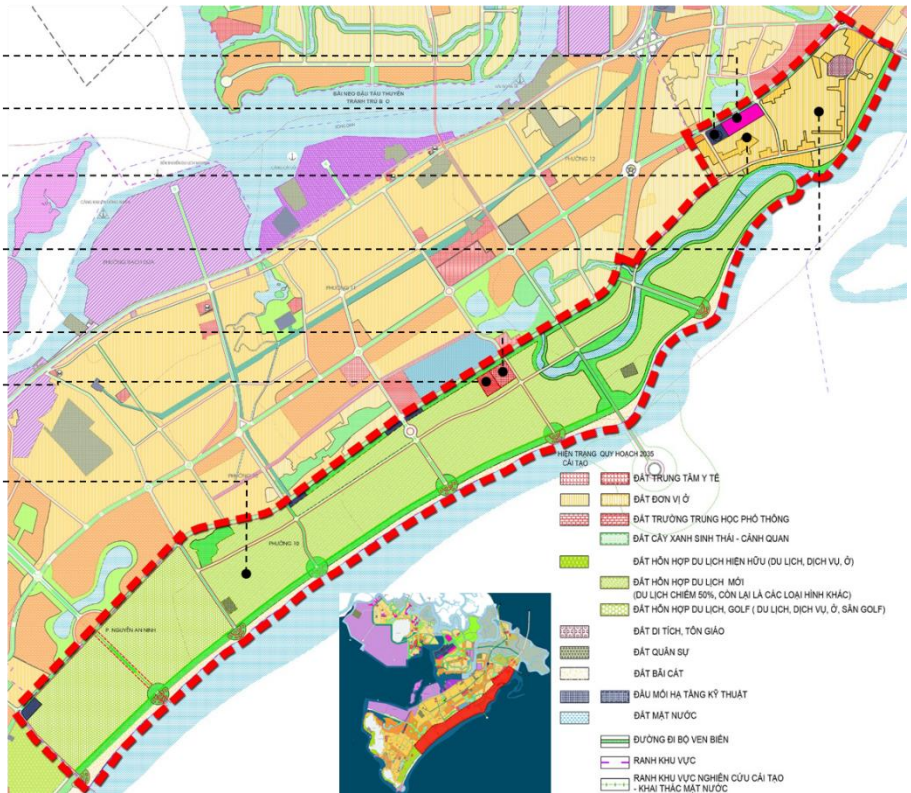 BÃI NEO ĐẬU TÀU THUYỀN
TRÁNH TRÚ B O
PHƯỜNG 12
PHƯỜNG RẠCH DỪA
PHƯỜNG 11
PHƯỜNG 10
P. NGUYỄN AN NINH
HIỆN TRẠNG QUY HOẠCH 2035
CẢI TẠO
ĐẤT TRUNG TÂM Y TẾ
ĐẤT ĐƠN VỊ Ở
ĐẤT TRƯỜNG TRUNG HỌC PHỔ THÔNG
ĐẤT CÂY XANH SINH THÁI - CẢNH QUAN
ĐẤT HỖN HỢP DU LỊCH HIỆN HỮU (DU LỊCH, DỊCH VỤ, Ở)
ĐẤT HỖN HỢP DU LỊCH MỚI
(DU LỊCH CHIẾM 50%, CÒN LẠI LÀ CÁC LOẠI HÌNH KHÁC)
ĐẤT HỖN HỢP DU LỊCH, GOLF ( DU LỊCH, DỊCH VỤ, Ở, SÂN GOLF)
ĐẤT DI TÍCH, TÔN GIÁO
ĐẤT QUÂN SỰ
ĐẤT BÃI CÁT
ĐẦU MỐI HẠ TẦNG KỸ THUẬT
ĐẤT MẶT NƯỚC
ĐƯỜNG ĐI BỘ VEN BIỂN
RANH KHU VỰC
RANH KHU VỰC NGHIÊN CỨU CẢI TẠO
- KHAI THÁC MẶT NƯỚC